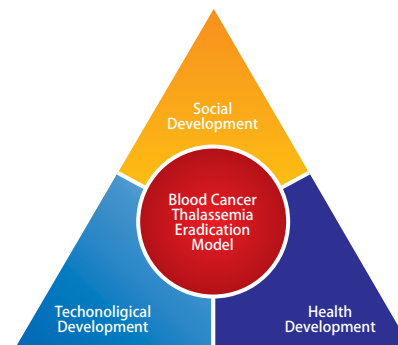 Social
Development
Blood Cancer
Thalassemia
Eradication
Model
Techonoligical
Development
Health
Development